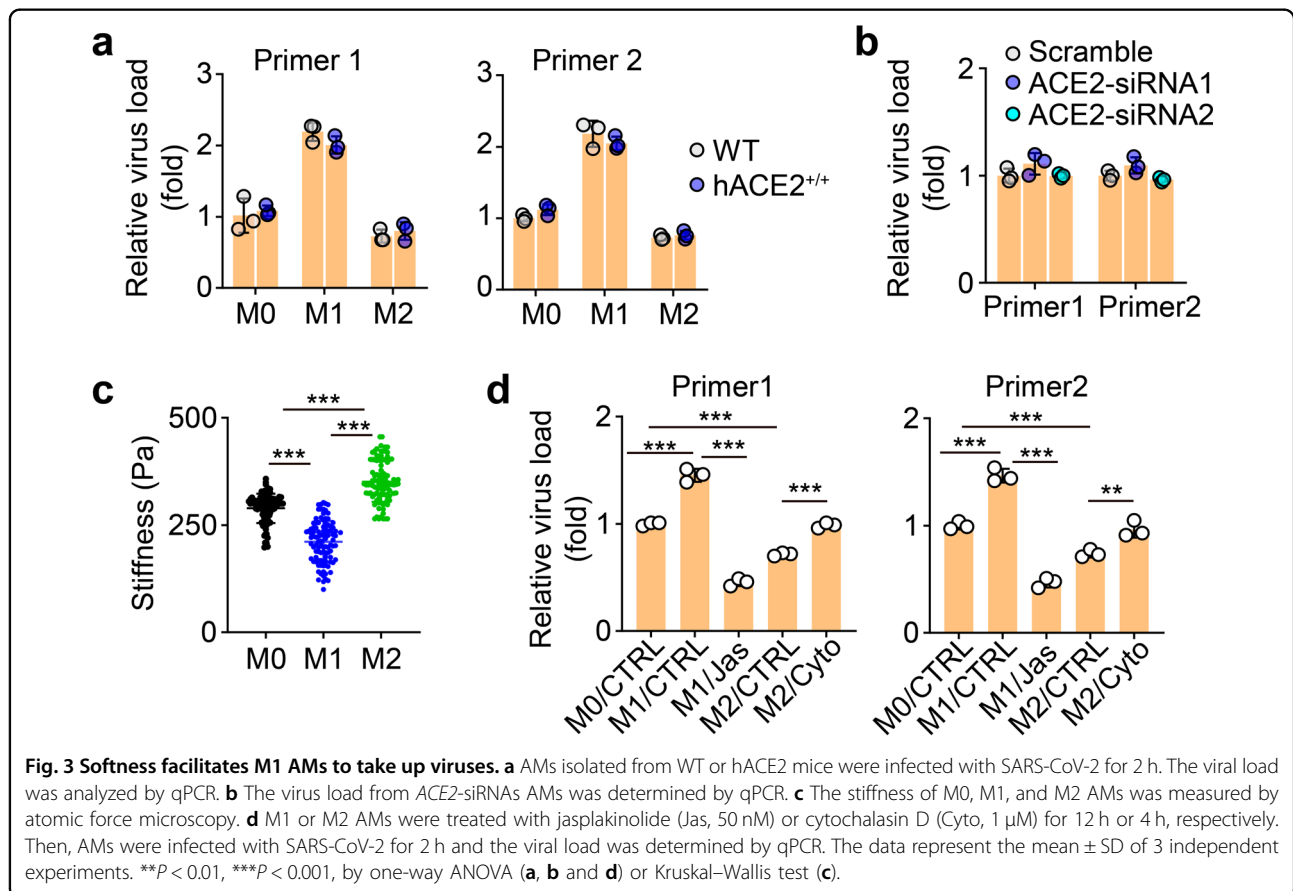 a
Primer 1
Primer 2
Relative virus load
(fold)
3
2
1
0
M0 M1 M2
3
2
1
0
M0 M1 M2
WT
hACE2+/+
b
Scramble
ACE2-siRNA1
ACE2-siRNA2
Relative virus load
(fold)
2
1
0
Primer1 Primer2
c
Stiffness (Pa)
500
250
0
***
***
***
M0 M1 M2
d
Primer1
Relative virus load
(fold)
2
1
0
***
*** ***
***
M0/CTRL
M1/CTRL
M1/Jas
M2/CTRL
M2/Cyto
Primer2
2
1
0
***
*** ***
**
M0/CTRL
M1/CTRL
M1/Jas
M2/CTRL
M2/Cyto
Fig. 3 Softness facilitates M1 AMs to take up viruses. a AMs isolated from WT or hACE2 mice were infected with SARS-CoV-2 for 2 h. The viral load
was analyzed by qPCR. b The virus load from ACE2-siRNAs AMs was determined by qPCR. c The stiffness of M0, M1, and M2 AMs was measured by
atomic force microscopy. d M1 or M2 AMs were treated with jasplakinolide (Jas, 50 nM) or cytochalasin D (Cyto, 1 μM) for 12 h or 4 h, respectively.
Then, AMs were infected with SARS-CoV-2 for 2 h and the viral load was determined by qPCR. The data represent the mean ± SD of 3 independent
experiments. **P < 0.01, ***P < 0.001, by one-way ANOVA (a, b and d) or Kruskal–Wallis test (c).